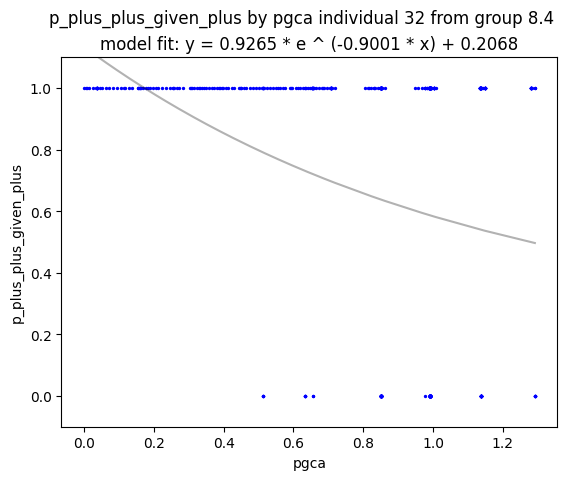 p_plus_plus_given_plus by pgca individual 32 from group 8.4
model fit: y = 0.9265 * e ^ (-0.9001 * x) + 0.2068
1.0
0.8
0.6
0.4
0.2
0.0
p_plus_plus_given_plus
0.0 0.2 0.4 0.6 0.8 1.0 1.2
pgca